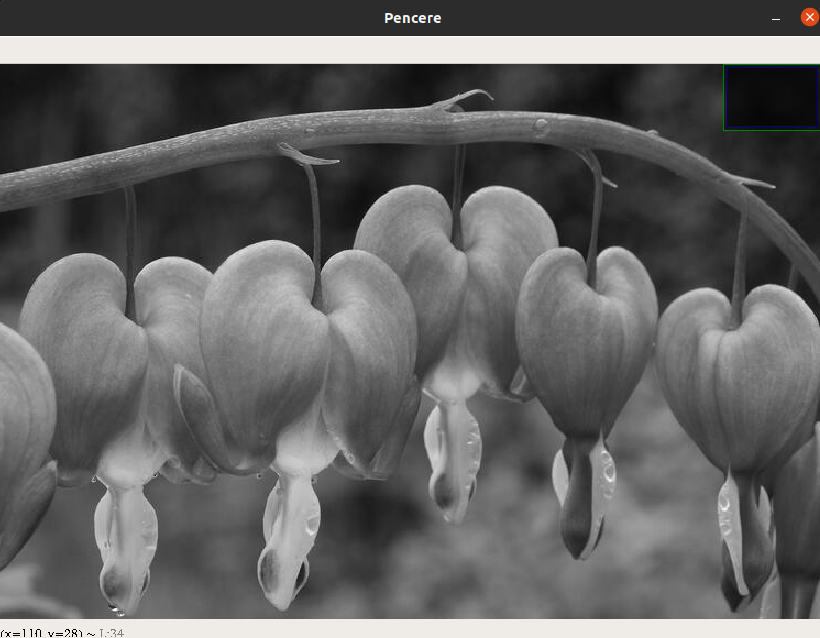 Pencere
(x=110, y=28) ~ L:34